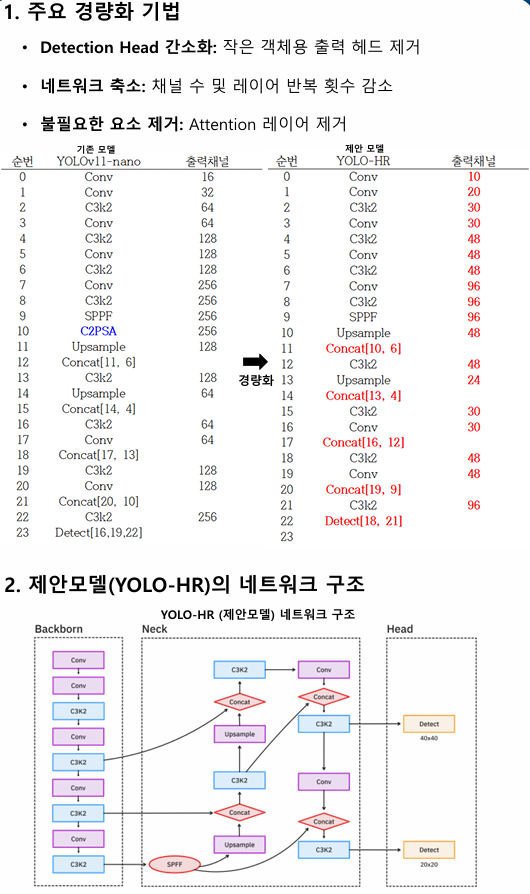 1. 주요 경량화 기법
• Detection Head 간소화: 작은 객체용 출력 헤드 제거
• 네트워크 축소: 채널 수 및 레이어 반복 횟수 감소
• 불필요한 요소 제거: Attention 레이어 제거
기존 모델
순번 YOLOv11-nano 출력채널
0 Conv 16
1 Conv 32
2 C3k2 64
3 Conv 64
4 C3k2 128
5 Conv 128
6 C3k2 128
7 Conv 256
8 C3k2 256
9 SPPF 256
10 C2PSA 256
11 Upsample 128
12 Concat[11, 6]
13 C3k2 128
14 Upsample 64
15 Concat[14, 4]
16 C3k2 64
17 Conv 64
18 Concat[17, 13]
19 C3k2 128
20 Conv 128
21 Concat[20, 10]
22 C3k2 256
23 Detect[16,19,22]
경량화
제안 모델
순번 YOLO-HR 출력채널
0 Conv 10
1 Conv 20
2 C3k2 30
3 Conv 30
4 C3k2 48
5 Conv 48
6 C3k2 48
7 Conv 96
8 C3k2 96
9 SPPF 96
10 Upsample 48
11 Concat[10, 6]
12 C3k2 48
13 Upsample 24
14 Concat[13, 4]
15 C3k2 30
16 Conv 30
17 Concat[16, 12]
18 C3k2 48
19 Conv 48
20 Concat[19, 9]
21 C3k2 96
22 Detect[18, 21]
23
2. 제안모델(YOLO-HR)의 네트워크 구조
YOLO-HR (제안모델) 네트워크 구조
Backborn
Conv
Conv
C3K2
Conv
C3K2
Conv
C3K2
Conv
C3K2
Neck
C3K2
Concat
Upsample
C3K2
Concat
Upsample
SPFF
Conv
Concat
C3K2
Conv
Concat
C3K2
Head
Detect
40x40
Detect
20x20